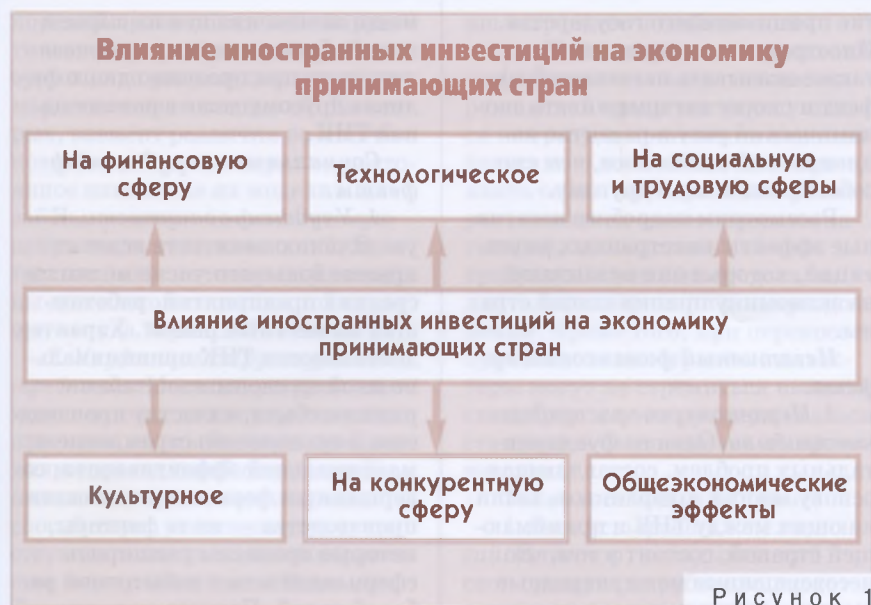 Влияние иностранных инвестиций на экономику
принимающих стран
На финансовую
сферу
Технологическое
На социальную
и трудовую сферы
Влияние иностранных инвестиций на экономику
принимающих стран
Культурное
На конкурентную
сферу
Общеэкономические
эффекты
Рисунок 1